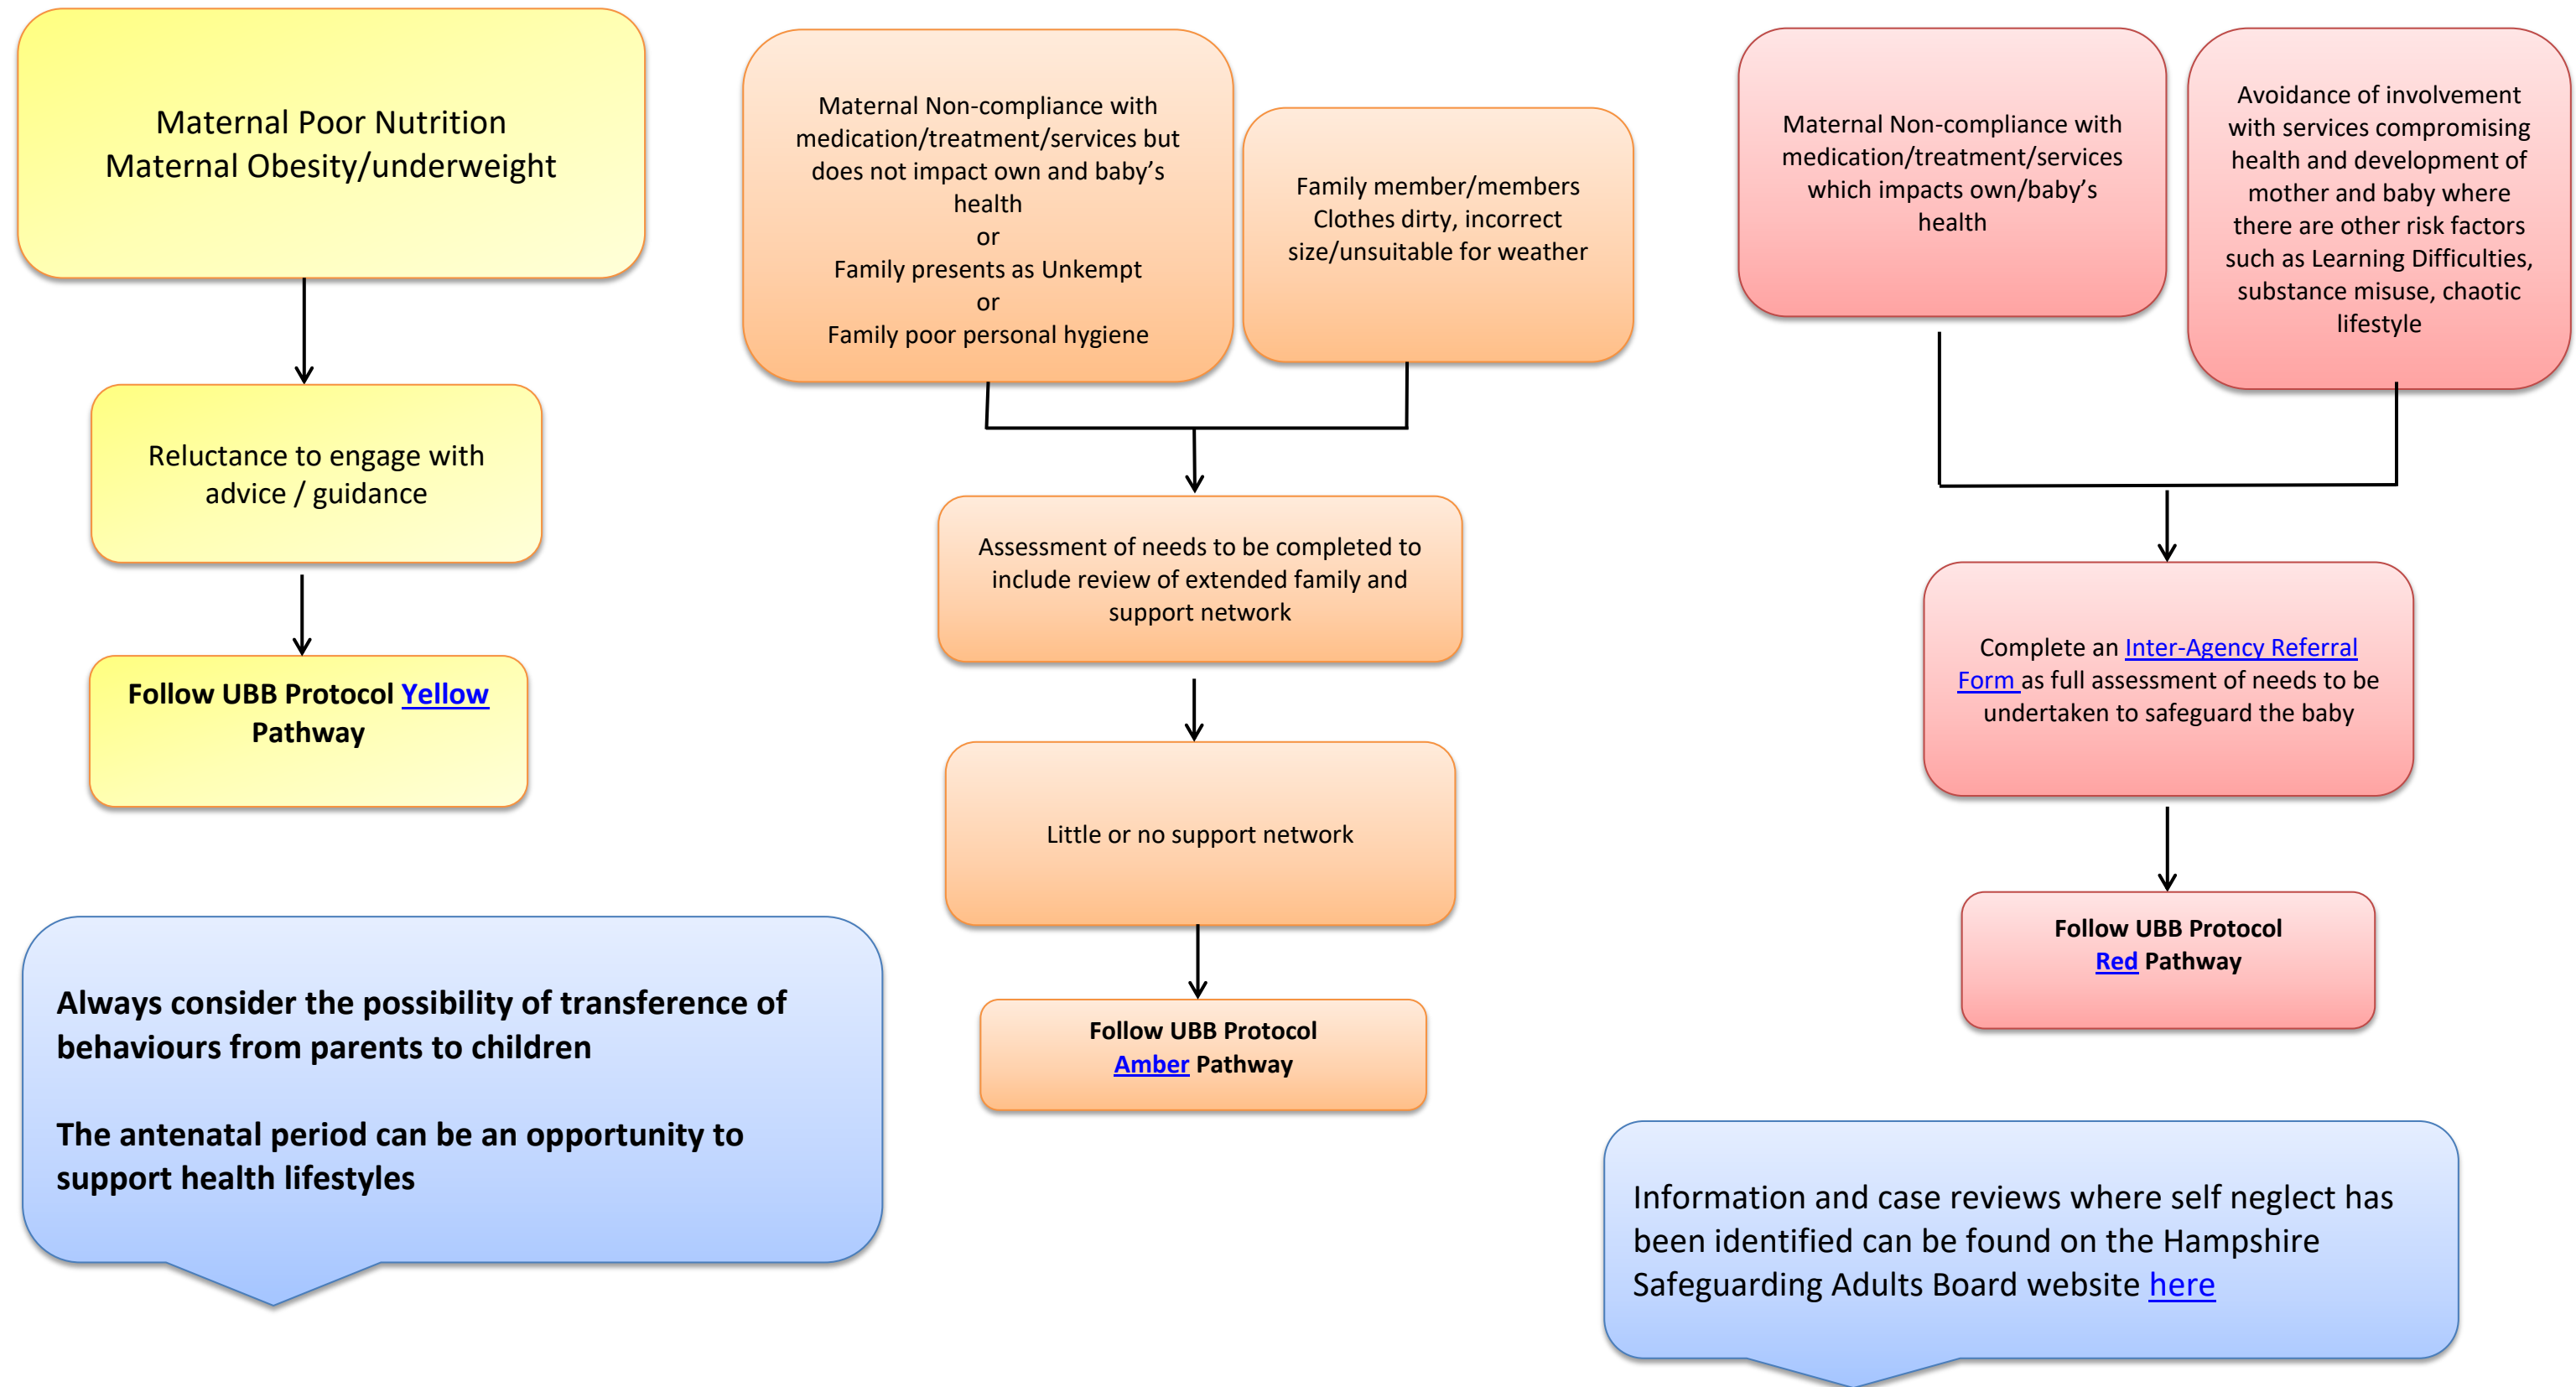 Maternal Poor Nutrition
Maternal Obesity/underweight
Reluctance to engage with
advice / guidance
Follow UBB Protocol Yellow
Pathway
Maternal Non-compliance with
medication/treatment/services but
does not impact own and baby’s
health
or
Family presents as Unkempt
or
Family poor personal hygiene
Family member/members
Clothes dirty, incorrect
size/unsuitable for weather
Assessment of needs to be completed to
include review of extended family and
support network
Little or no support network
Follow UBB Protocol
Amber Pathway
Maternal Non-compliance with
medication/treatment/services
which impacts own/baby’s
health
Avoidance of involvement
with services compromising
health and development of
mother and baby where
there are other risk factors
such as Learning Difficulties,
substance misuse, chaotic
lifestyle
Complete an Inter-Agency Referral
Form as full assessment of needs to be
undertaken to safeguard the baby
Follow UBB Protocol
Red Pathway
Always consider the possibility of transference of
behaviours from parents to children
The antenatal period can be an opportunity to
support health lifestyles
Information and case reviews where self neglect has
been identified can be found on the Hampshire
Safeguarding Adults Board website here